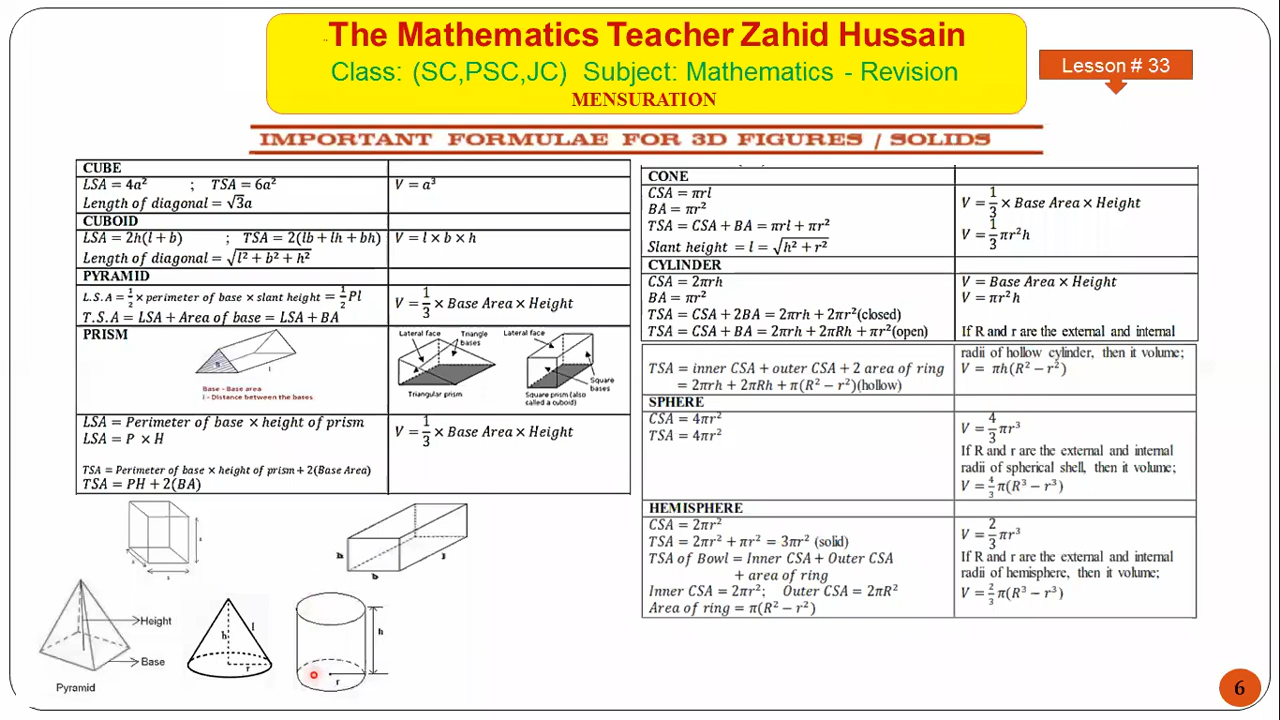 The Mathematics Teacher Zahid Hussain
Class: (SC,PSC,JC) Subject: Mathematics - Revision
MENSURATION
Lesson # 33
IMPORTANT FORMULAE FOR 3D FIGURES / SOLIDS
CUBE
LSA = 4a² ; TSA = 6a²
V = a³
Length of diagonal = √3a
CUBOID
LSA = 2h(l + b) ; TSA = 2(lb + lh + bh)
V = l × b × h
Length of diagonal = √(l² + b² + h²)
PYRAMID
L.S.A = 1/2 × perimeter of base × slant height = 1/2 Pl
T.S.A = LSA + Area of base = LSA + BA
V = 1/3 × Base Area × Height
PRISM
Base - Base area
l - Distance between the bases
Lateral face
Triangle bases
Triangular prism
Lateral face
Square bases
Square prism (also called a cuboid)
LSA = Perimeter of base × height of prism
LSA = P × H
V = 1/3 × Base Area × Height
TSA = Perimeter of base × height of prism + 2(Base Area)
TSA = PH + 2(BA)
h
b
l
Height
Base
Pyramid
h
l
r
h
r
CONE
CSA = πrl
BA = πr²
TSA = CSA + BA = πrl + πr²
Slant height = l = √(h² + r²)
V = 1/3 × Base Area × Height
V = 1/3 πr²h
CYLINDER
CSA = 2πrh
BA = πr²
TSA = CSA + 2BA = 2πrh + 2πr²(closed)
TSA = CSA + BA = 2πrh + 2πRh + πr²(open)
V = Base Area × Height
V = πr²h
If R and r are the external and internal
radii of hollow cylinder, then it volume;
V = πh(R² − r²)
TSA = inner CSA + outer CSA + 2 area of ring
= 2πrh + 2πRh + π(R² − r²)(hollow)
SPHERE
CSA = 4πr²
TSA = 4πr²
V = 4/3 πr³
If R and r are the external and internal
radii of spherical shell, then it volume;
V = 4/3 π(R³ − r³)
HEMISPHERE
CSA = 2πr²
TSA = 2πr² + πr² = 3πr² (solid)
TSA of Bowl = Inner CSA + Outer CSA
+ area of ring
Inner CSA = 2πr²; Outer CSA = 2πR²
Area of ring = π(R² − r²)
V = 2/3 πr³
If R and r are the external and internal
radii of hemisphere, then it volume;
V = 2/3 π(R³ − r³)
6